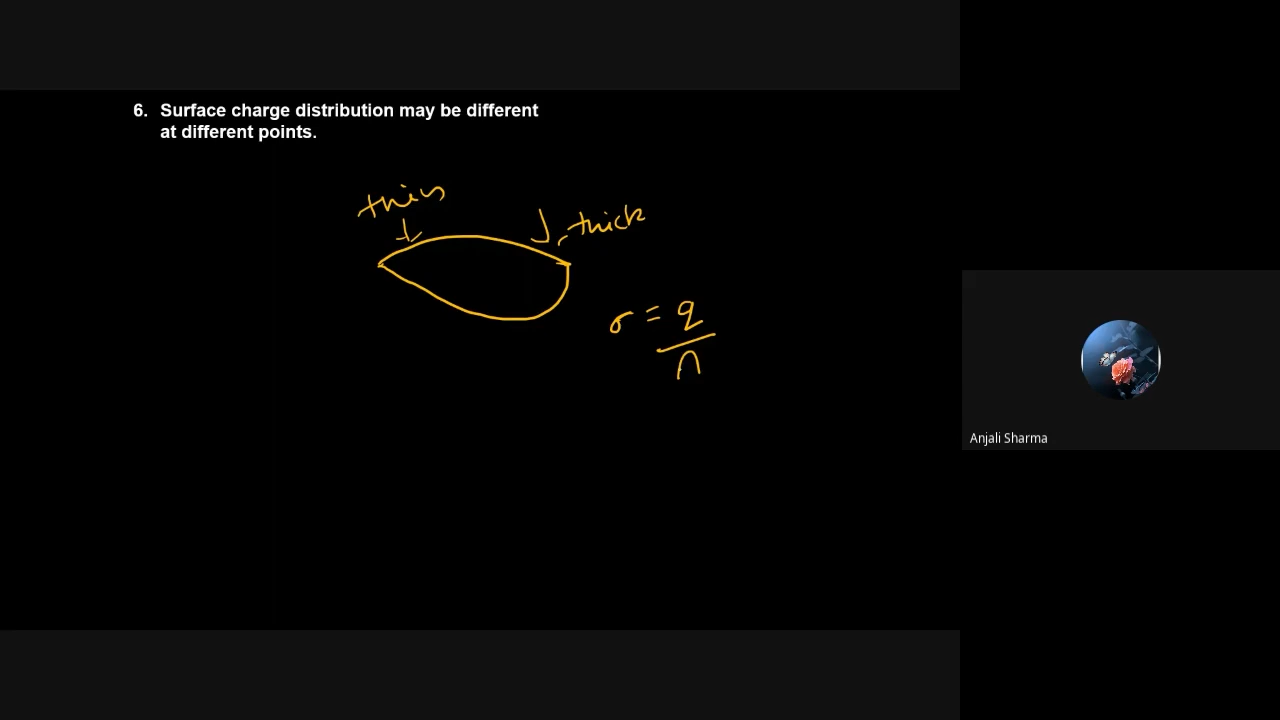 6. Surface charge distribution may be different
at different points.
thin
thick
σ = q
A
Anjali Sharma